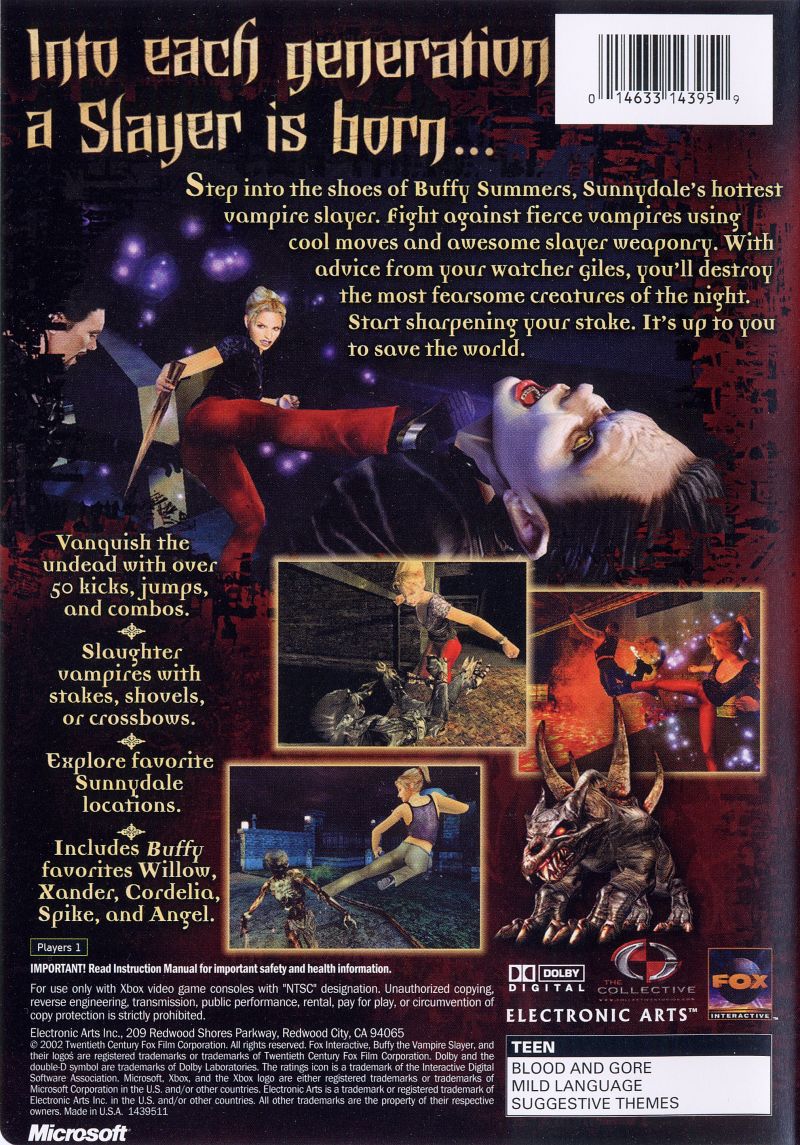 Into each generation
a Slayer is born...
0 14633 14395 9
Step into the shoes of Buffy Summers, Sunnydale's hottest
vampire slayer. Fight against fierce vampires using
cool moves and awesome slayer weaponry. With
advice from your watcher Giles, you'll destroy
the most fearsome creatures of the night.
Start sharpening your stake. It's up to you
to save the world.
Vanquish the
undead with over
50 kicks, jumps,
and combos.
Slaughter
vampires with
stakes, shovels,
or crossbows.
Explore favorite
Sunnydale
locations.
Includes Buffy
favorites Willow,
Xander, Cordelia,
Spike, and Angel.
Players 1
IMPORTANT! Read Instruction Manual for important safety and health information.
For use only with Xbox video game consoles with "NTSC" designation. Unauthorized copying,
reverse engineering, transmission, public performance, rental, pay for play, or circumvention of
copy protection is strictly prohibited.
Electronic Arts Inc., 209 Redwood Shores Parkway, Redwood City, CA 94065
© 2002 Twentieth Century Fox Film Corporation. All rights reserved. Fox Interactive, Buffy the Vampire Slayer, and
their logos are registered trademarks or trademarks of Twentieth Century Fox Film Corporation. Dolby and the
double-D symbol are trademarks of Dolby Laboratories. The ratings icon is a trademark of the Interactive Digital
Software Association. Microsoft, Xbox, and the Xbox logo are either registered trademarks or trademarks of
Microsoft Corporation in the U.S. and/or other countries. Electronic Arts is a trademark or registered trademark of
Electronic Arts Inc. in the U.S. and/or other countries. All other trademarks are the property of their respective
owners. Made in U.S.A. 1439511
Microsoft
DOLBY
DIGITAL
THE
COLLECTIVE
FOX
INTERACTIVE
ELECTRONIC ARTS™
TEEN
BLOOD AND GORE
MILD LANGUAGE
SUGGESTIVE THEMES